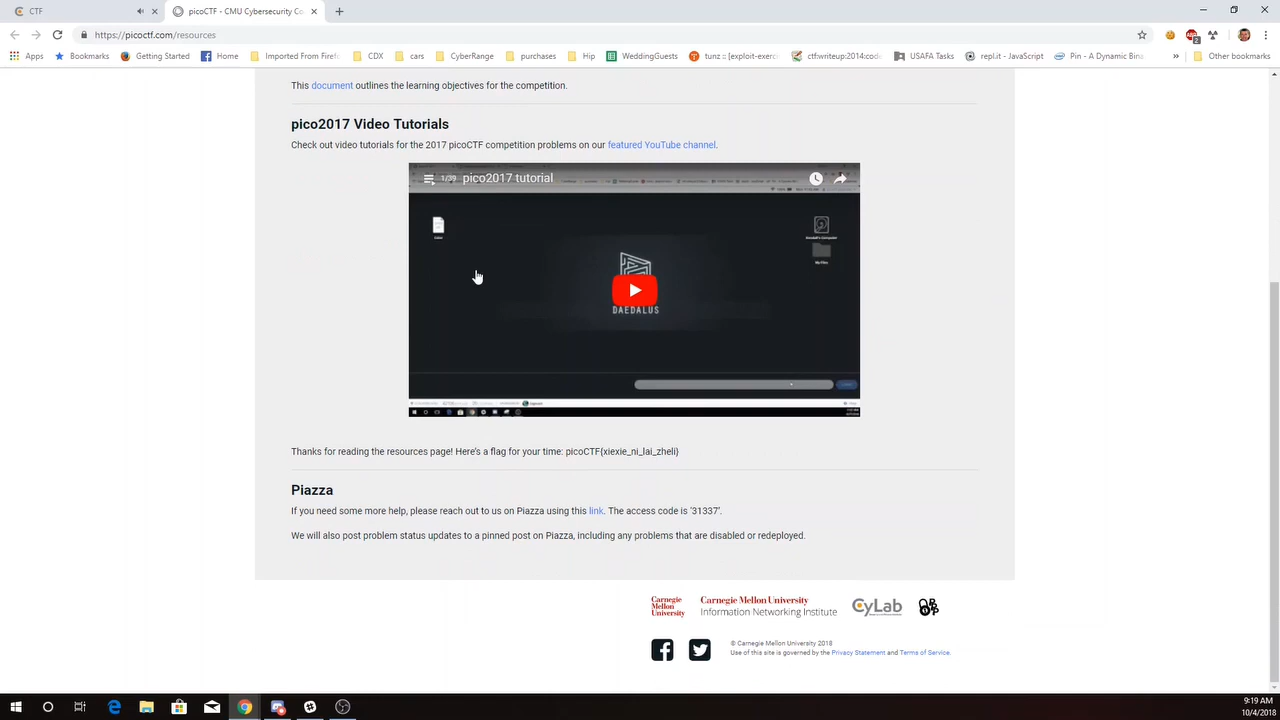 CTF
picoCTF - CMU Cybersecurity Co
https://picoctf.com/resources
Apps Bookmarks Getting Started Home Imported From Firef CDX cars CyberRange purchases Hip WeddingGuests tunz :: [exploit-exerc ctf:writeup:2014:code USAFA Tasks repl.it - JavaScript Pin - A Dynamic Bina » Other bookmarks
This document outlines the learning objectives for the competition.
pico2017 Video Tutorials
Check out video tutorials for the 2017 picoCTF competition problems on our featured YouTube channel.
1/39 pico2017 tutorial
My Files
DAEDALUS
Thanks for reading the resources page! Here's a flag for your time: picoCTF{xiexie_ni_lai_zheli}
Piazza
If you need some more help, please reach out to us on Piazza using this link. The access code is '31337'.
We will also post problem status updates to a pinned post on Piazza, including any problems that are disabled or redeployed.
Carnegie
Mellon
University
Carnegie Mellon University
Information Networking Institute
CyLab
© Carnegie Mellon University 2018
Use of this site is governed by the Privacy Statement and Terms of Service.
9:19 AM
10/4/2018